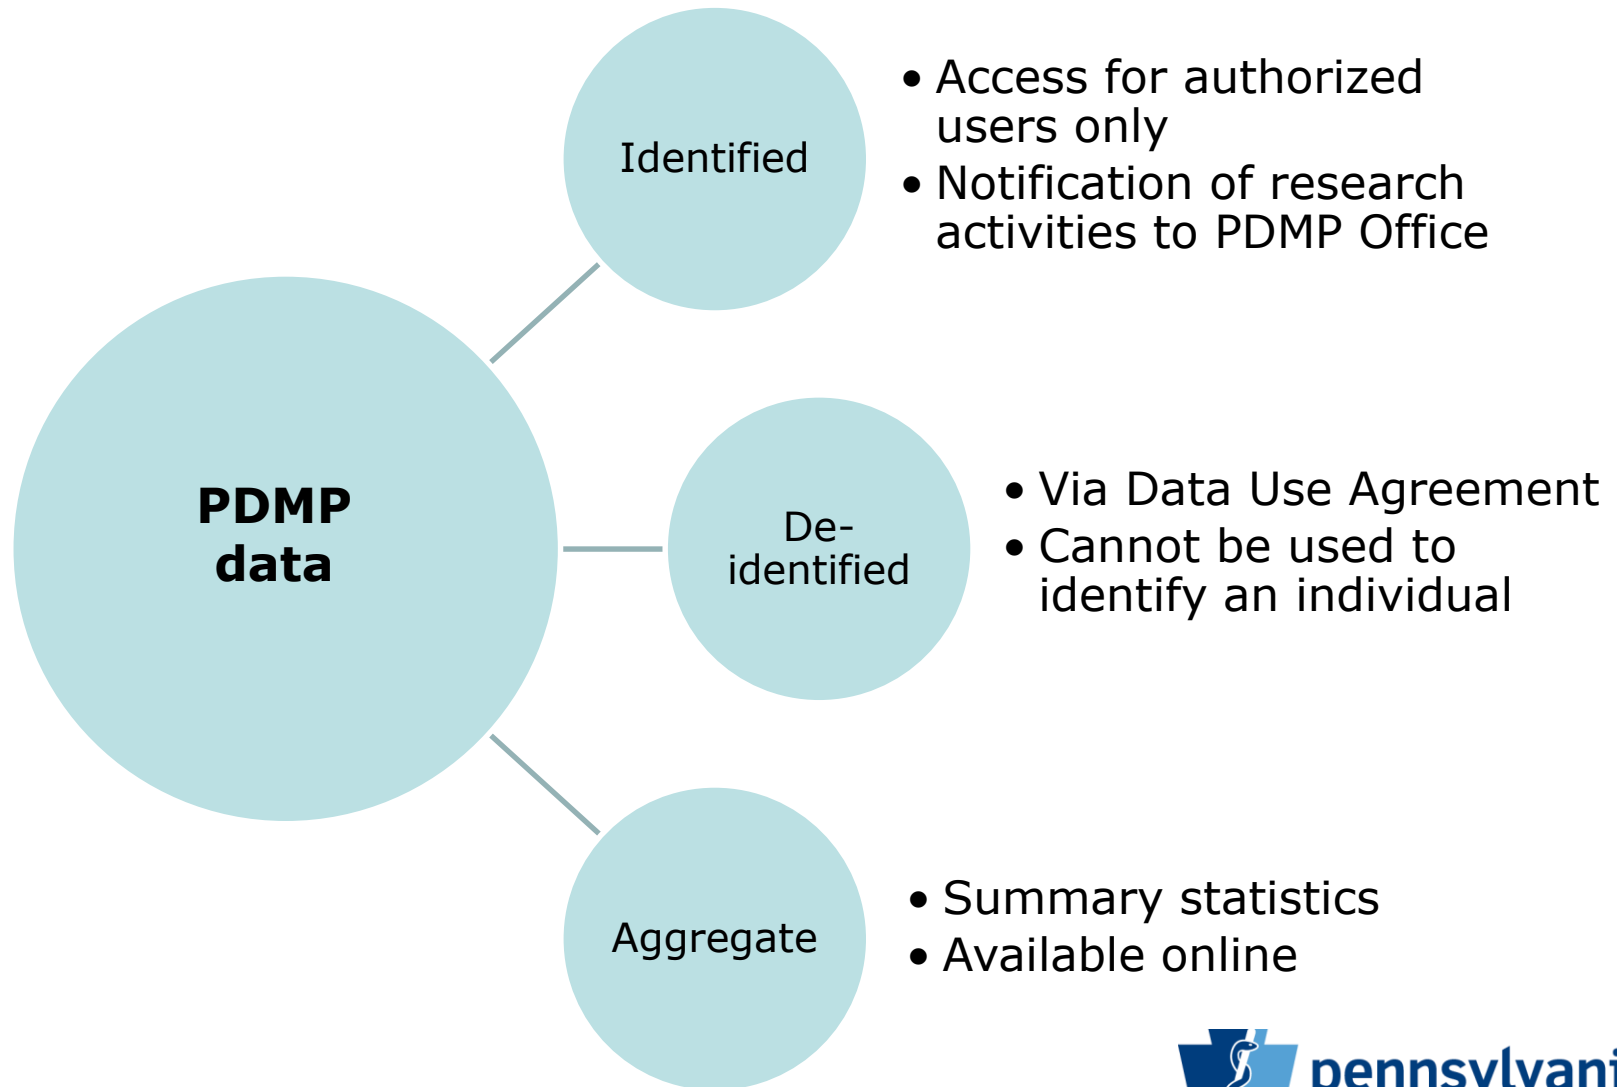 Identified
• Access for authorized
users only
• Notification of research
activities to PDMP Office
PDMP
data
De-
identified
• Via Data Use Agreement
• Cannot be used to
identify an individual
Aggregate
• Summary statistics
• Available online
pennsylvani